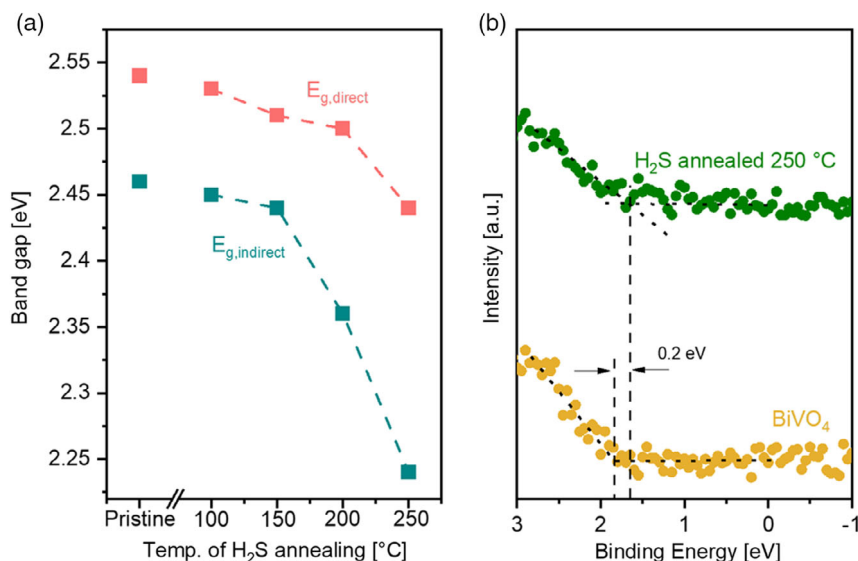 (a)
2.55
2.5
2.45
2.4
2.35
2.3
2.25
Band gap [eV]
E_g,direct
E_g,indirect
Pristine
100
150
200
250
Temp. of H₂S annealing [°C]
(b)
Intensity [a.u.]
H₂S annealed 250 °C
0.2 eV
BiVO₄
3
2
1
0
-1
Binding Energy [eV]